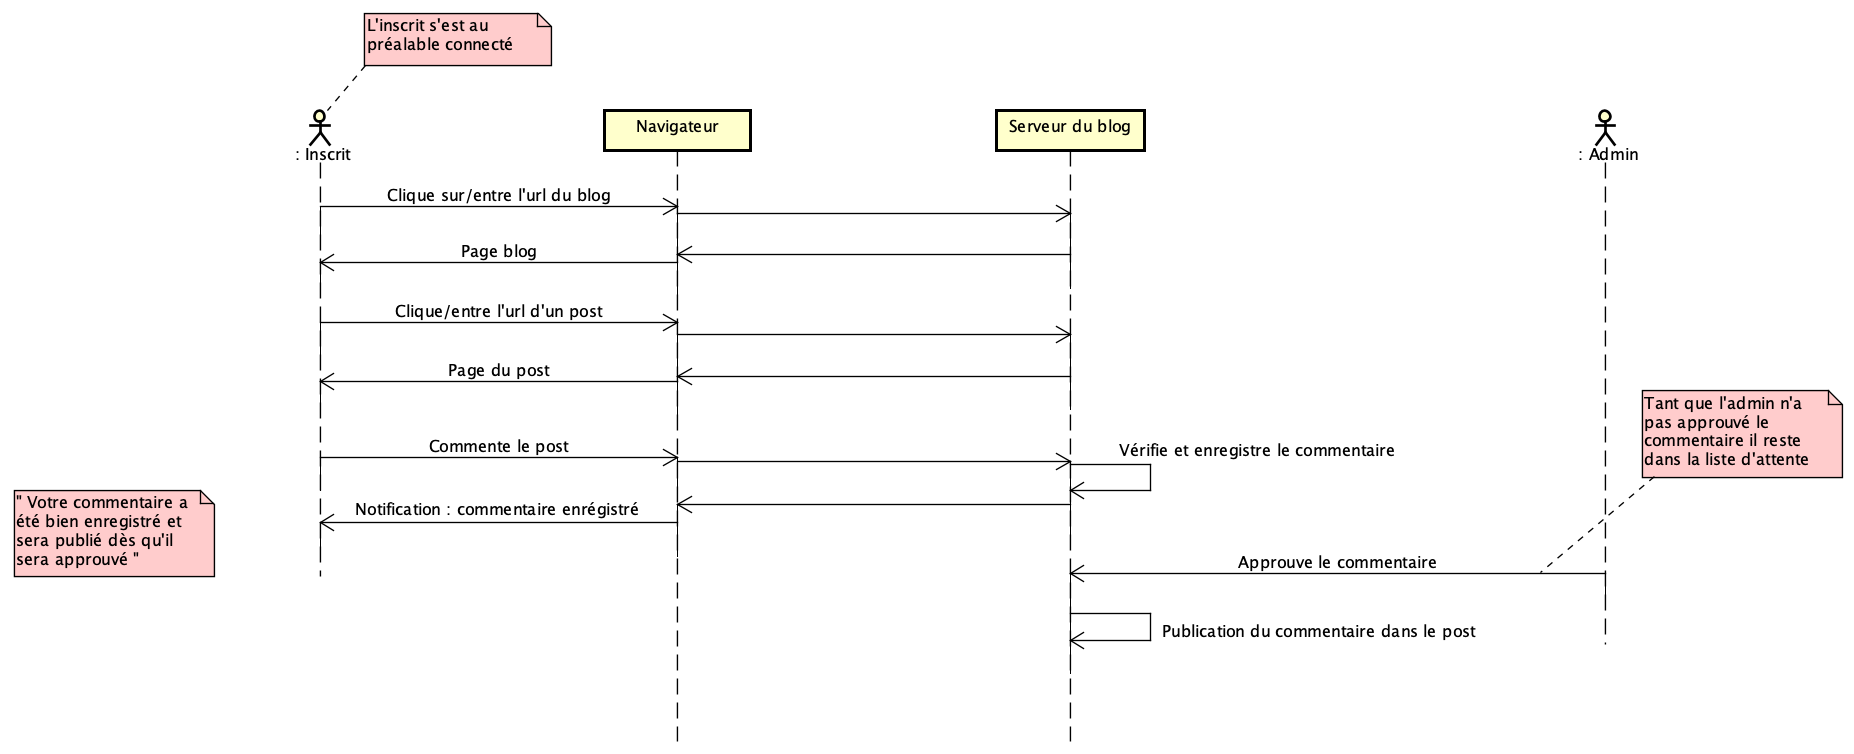 L'inscrit s'est au
préalable connecté
: Inscrit
Navigateur
Serveur du blog
: Admin
Clique sur/entre l'url du blog
Page blog
Clique/entre l'url d'un post
Page du post
Tant que l'admin n'a
pas approuvé le
commentaire il reste
dans la liste d'attente
Commente le post
Vérifie et enregistre le commentaire
" Votre commentaire a
été bien enregistré et
sera publié dès qu'il
sera approuvé "
Notification : commentaire enrégistré
Approuve le commentaire
Publication du commentaire dans le post